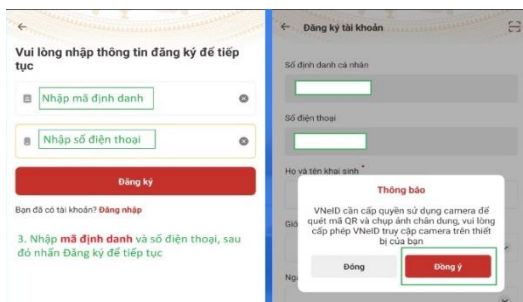 Vui lòng nhập thông tin đăng ký để tiếp
tục
Nhập mã định danh
Nhập số điện thoại
Đăng ký
Bạn đã có tài khoản? Đăng nhập
3. Nhập mã định danh và số điện thoại, sau
đó nhấn Đăng ký để tiếp tục
Đăng ký tài khoản
Số định danh cá nhân
Số điện thoại
Họ và tên khai sinh *
Thông báo
VNeID cần cấp quyền sử dụng camera để
quét mã QR và chụp ảnh chân dung, vui lòng
cấp phép VNeID truy cập camera trên thiết
bị của bạn
Đóng
Đồng ý